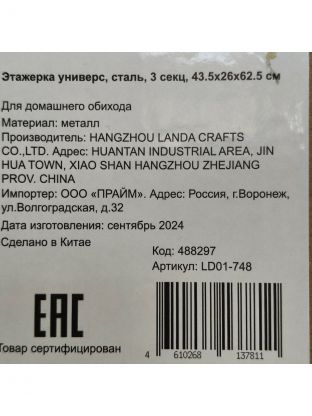 Этажерка универс, сталь, 3 секц, 43.5x26x62.5 см
Для домашнего обихода
Материал: металл
Производитель: HANGZHOU LANDA CRAFTS
CO.,LTD. Адрес: HUANTAN INDUSTRIAL AREA, JIN
HUA TOWN, XIAO SHAN HANGZHOU ZHEJIANG
PROV. CHINA
Импортер: ООО «ПРАЙМ». Адрес: Россия, г.Воронеж,
ул.Волгоградская, д.32
Дата изготовления: сентябрь 2024
Сделано в Китае
Код: 488297
Артикул: LD01-748
EAC
Товар сертифицирован
4 610268 137811 >